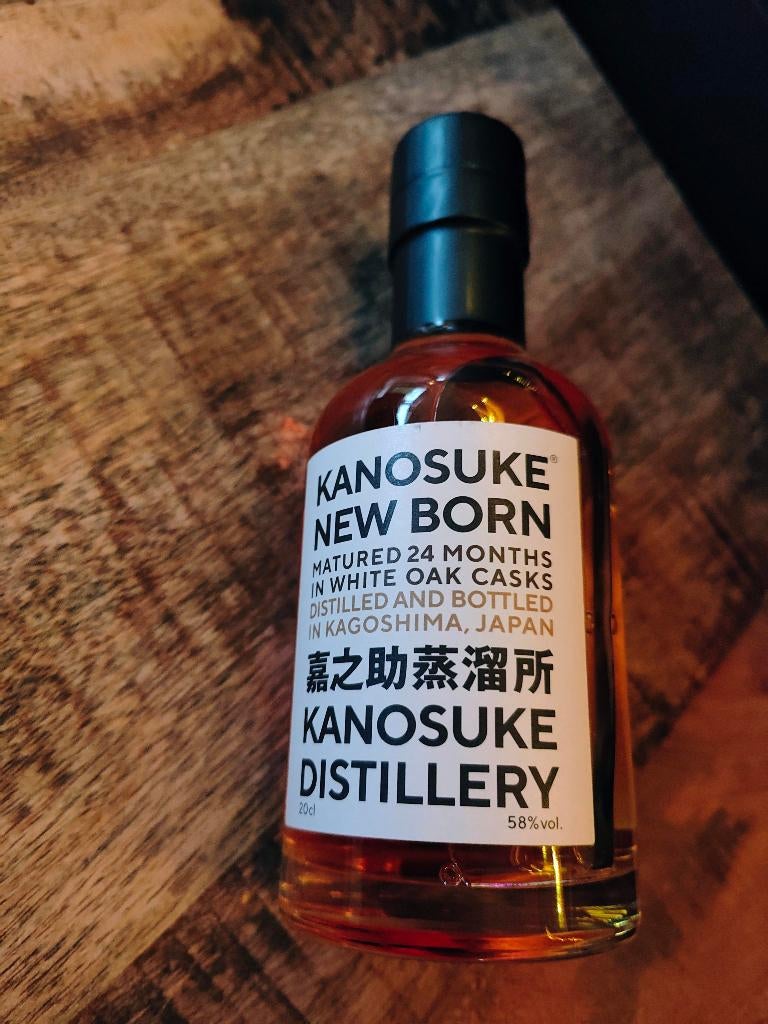 KANOSUKE®
NEW BORN
MATURED 24 MONTHS
IN WHITE OAK CASKS
DISTILLED AND BOTTLED
IN KAGOSHIMA, JAPAN
嘉之助蒸溜所
KANOSUKE
DISTILLERY
20cl 58%vol.